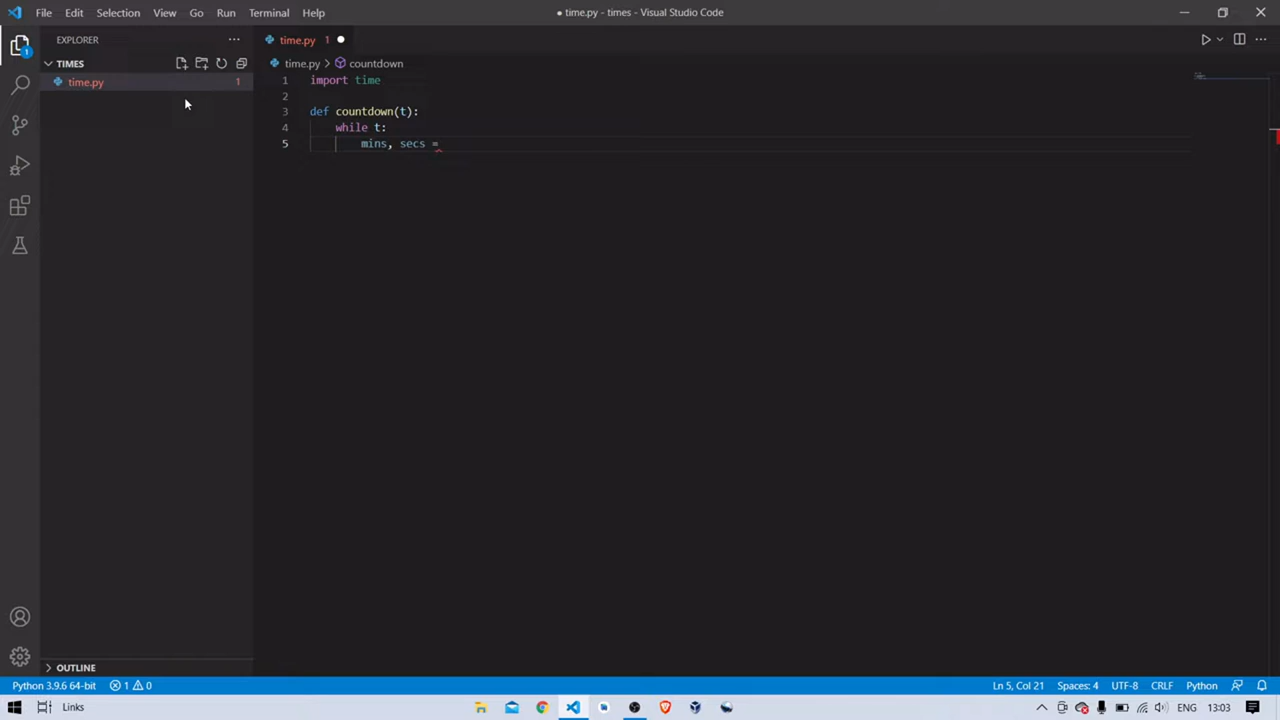 File Edit Selection View Go Run Terminal Help
● time.py - times - Visual Studio Code
EXPLORER ···
time.py 1 ●
TIMES
time.py > countdown
time.py 1
1 import time
2
3 def countdown(t):
4 while t:
5 mins, secs =
1
OUTLINE
Python 3.9.6 64-bit 1 0
Ln 5, Col 21 Spaces: 4 UTF-8 CRLF Python
Links
ENG 13:03